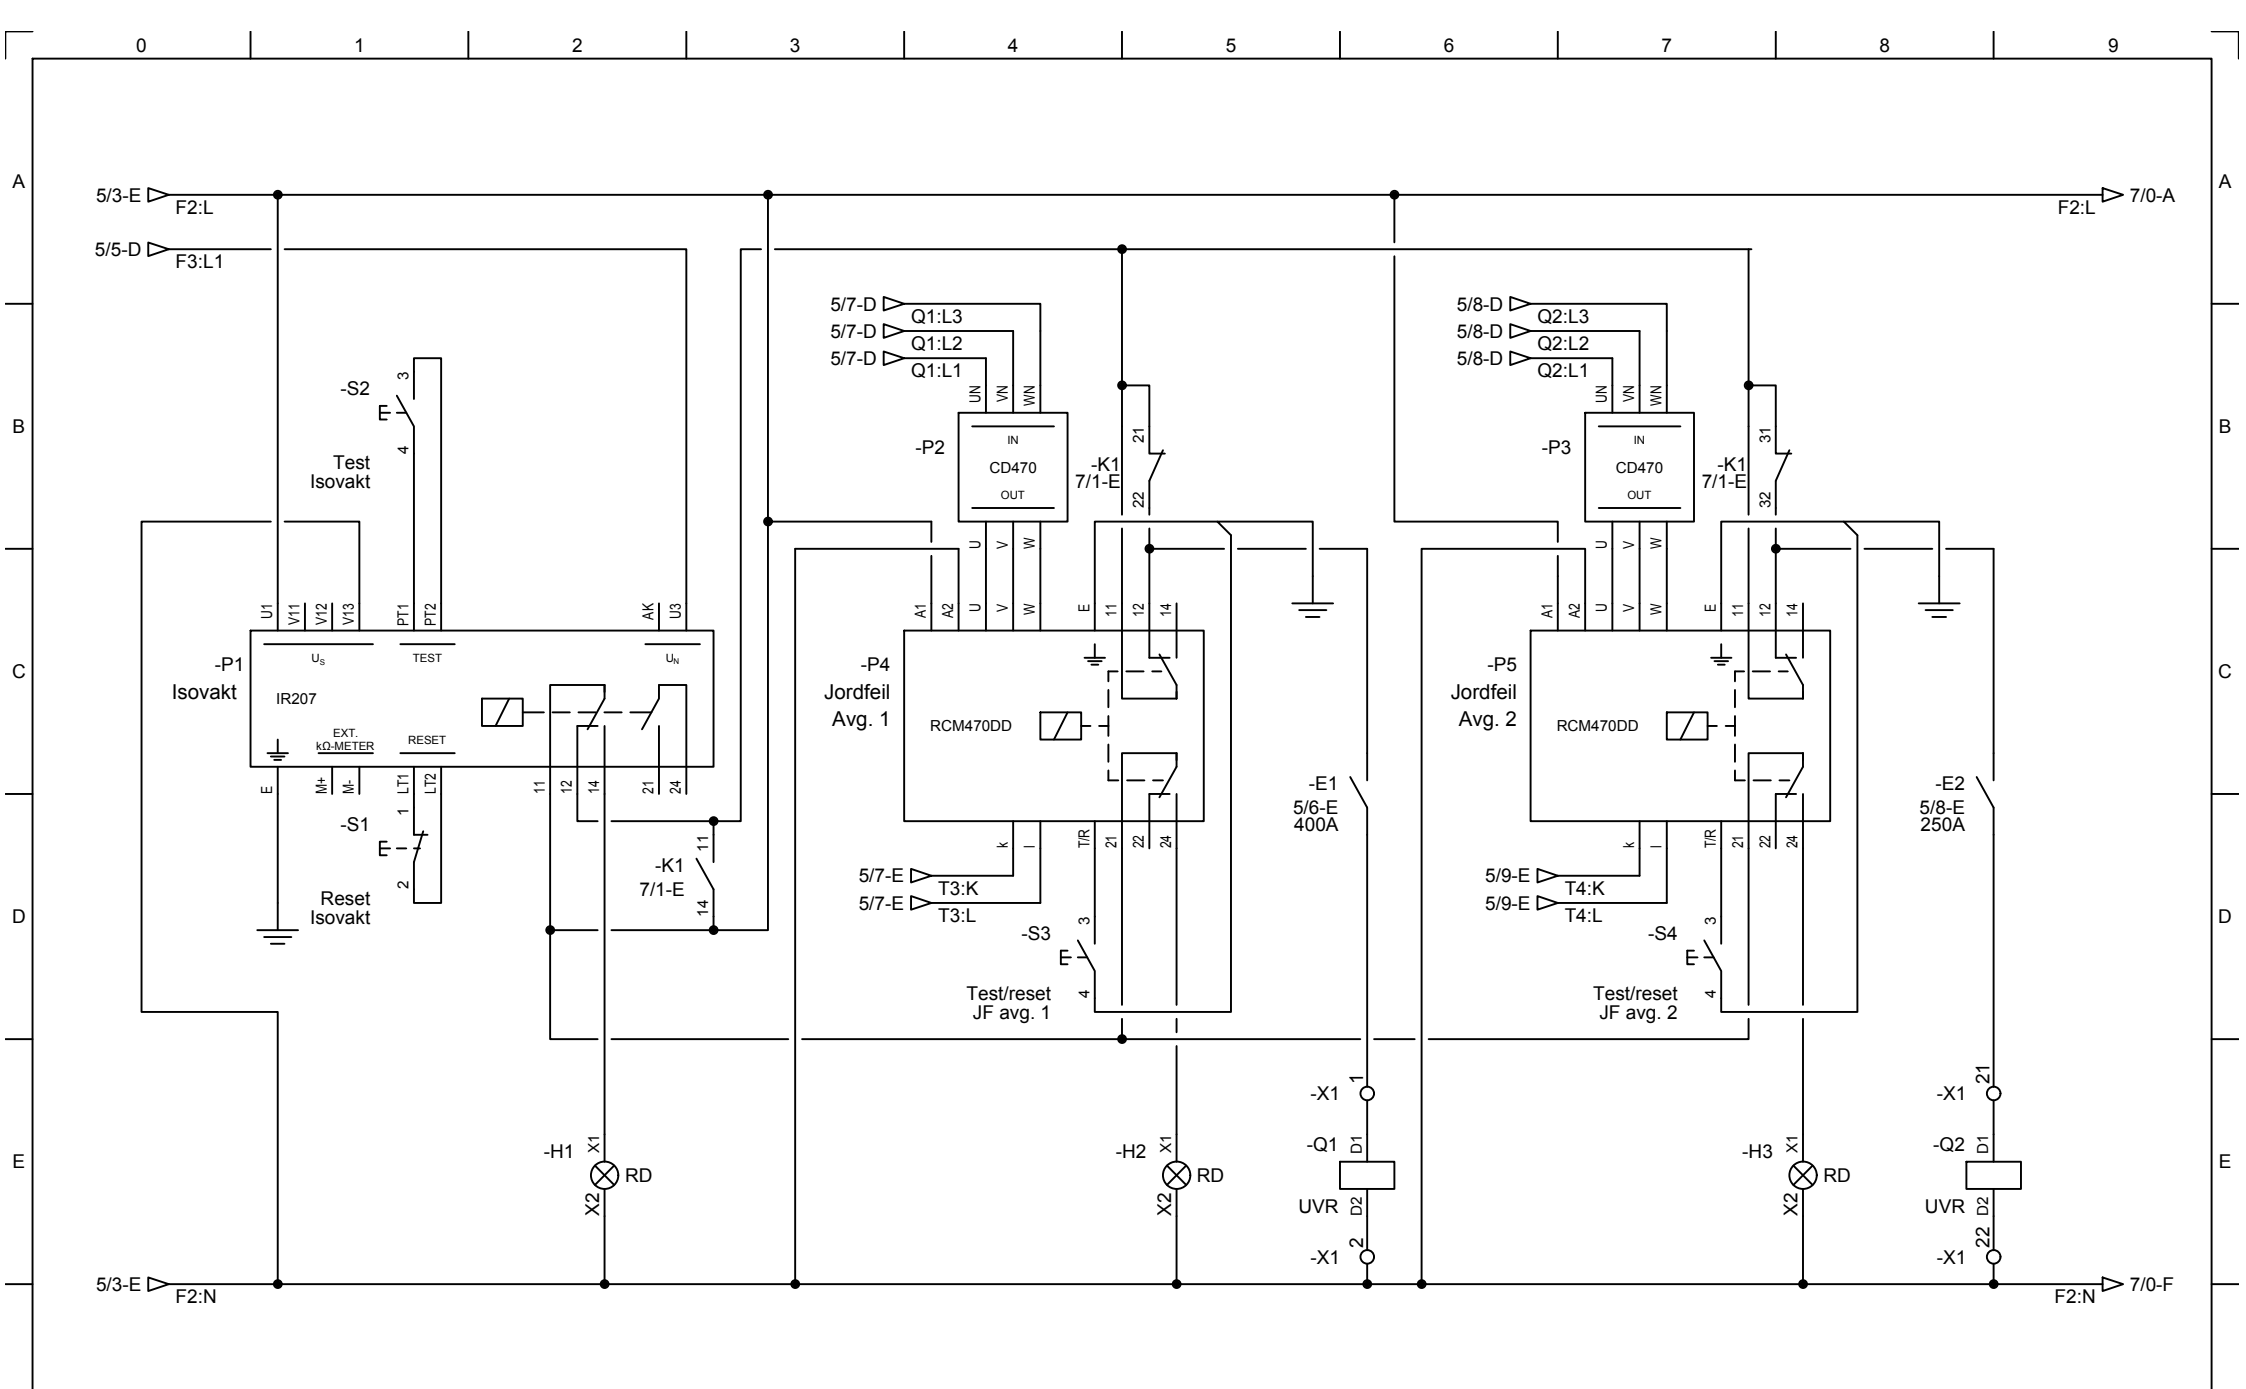 0 1 2 3 4 5 6 7 8 9
A A
5/3-E F2:L F2:L 7/0-A
5/5-D F3:L1
5/7-D Q1:L3
5/7-D Q1:L2
5/7-D Q1:L1
5/8-D Q2:L3
5/8-D Q2:L2
5/8-D Q2:L1
B B
-S2 3 4
Test
Isovakt
UN VN WN
-P2
IN
CD470
OUT
U V W
21
-K1
7/1-E
22
UN VN WN
-P3
IN
CD470
OUT
U V W
31
-K1
7/1-E
32
C C
U1 V11 V12 V13 PT1 PT2 AK U3
-P1
Isovakt
US TEST UN
IR207
EXT.
kΩ-METER
RESET
E M+ M- LT1 LT2 11 12 14 21 24
A1 A2 U V W E 11 12 14
-P4
Jordfeil
Avg. 1
RCM470DD
k l T/R 21 22 24
A1 A2 U V W E 11 12 14
-P5
Jordfeil
Avg. 2
RCM470DD
k l T/R 21 22 24
-E1
5/6-E
400A
-E2
5/8-E
250A
D D
1
-S1
2
Reset
Isovakt
11
-K1
7/1-E
14
5/7-E T3:K
5/7-E T3:L
3
-S3
4
Test/reset
JF avg. 1
5/9-E T4:K
5/9-E T4:L
3
-S4
4
Test/reset
JF avg. 2
E E
X1
-H1 RD
X2
X1
-H2 RD
X2
-X1 1
-Q1 D1
UVR D2
-X1 2
X1
-H3 RD
X2
-X1 21
-Q2 D1
UVR D2
-X1 22
5/3-E F2:N F2:N 7/0-F